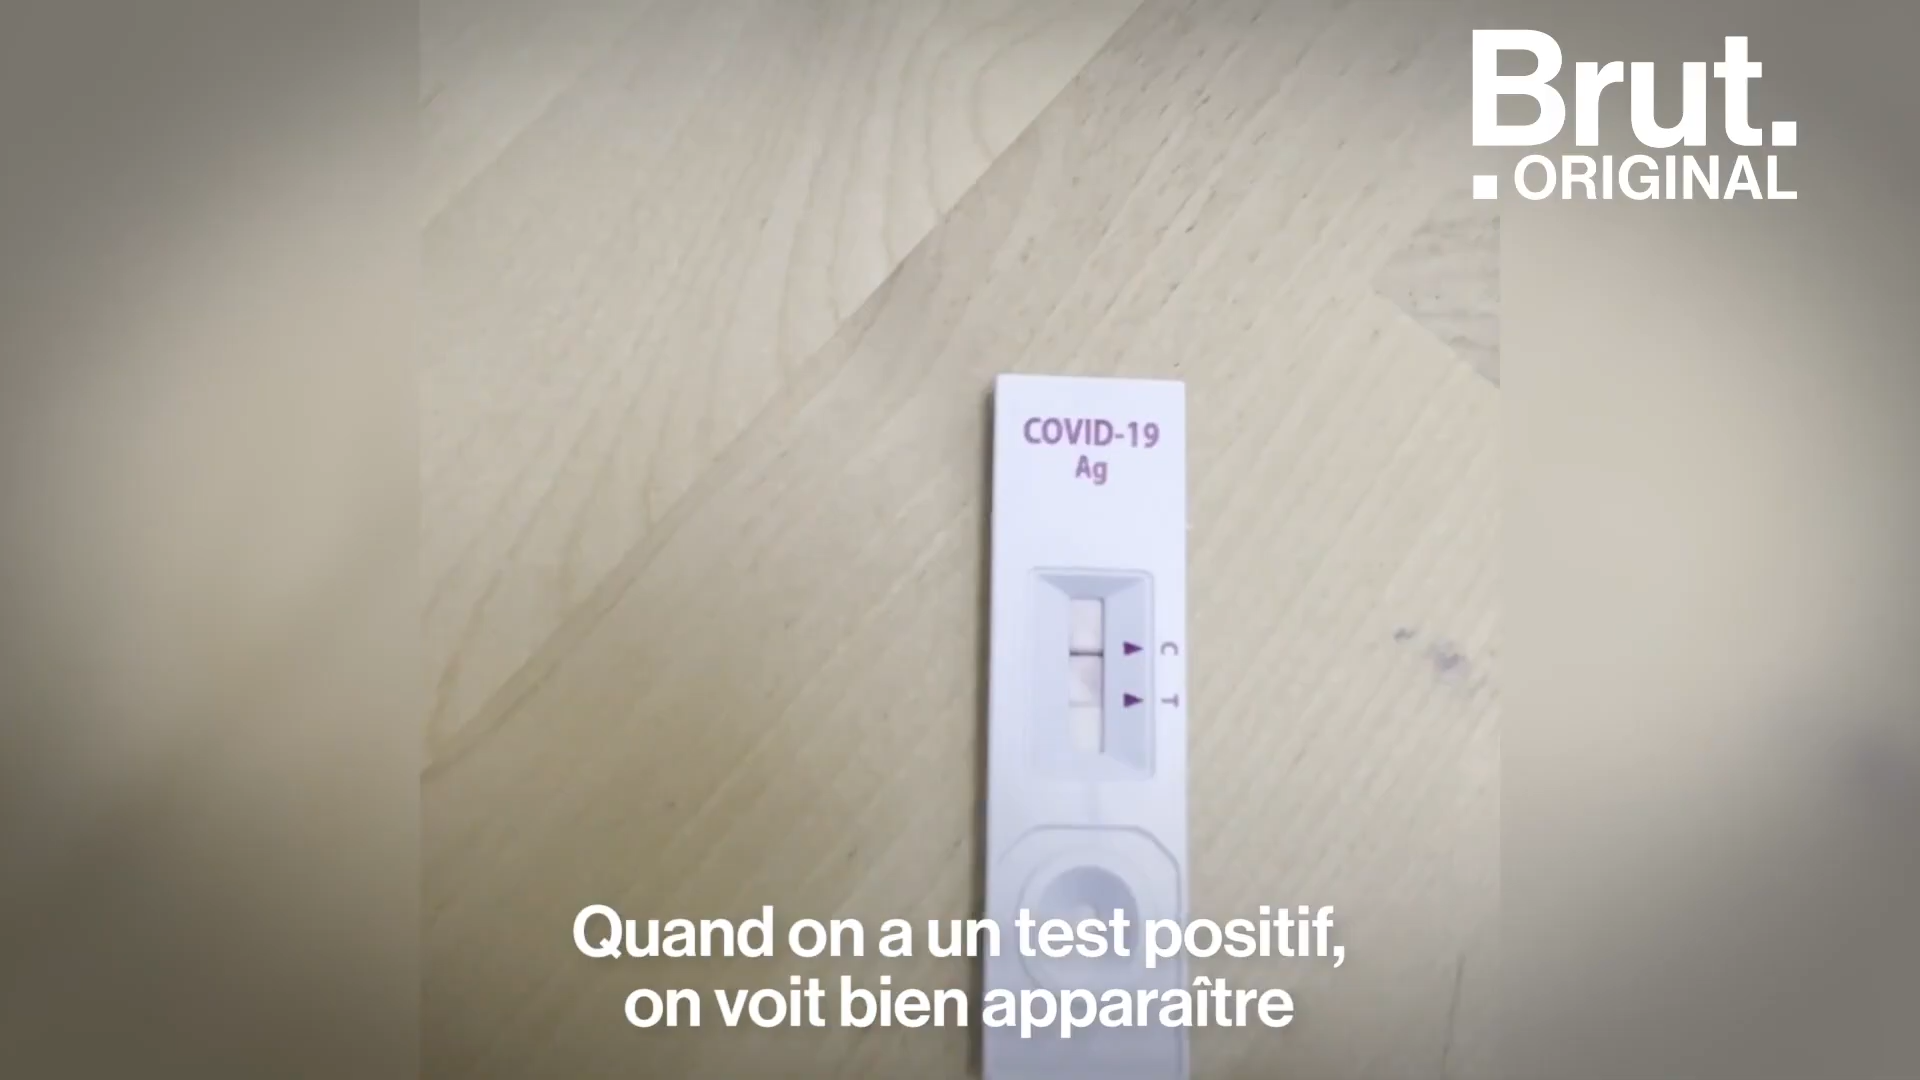 Brut.
ORIGINAL
COVID-19
Ag
C
T
Quand on a un test positif,
on voit bien apparaître